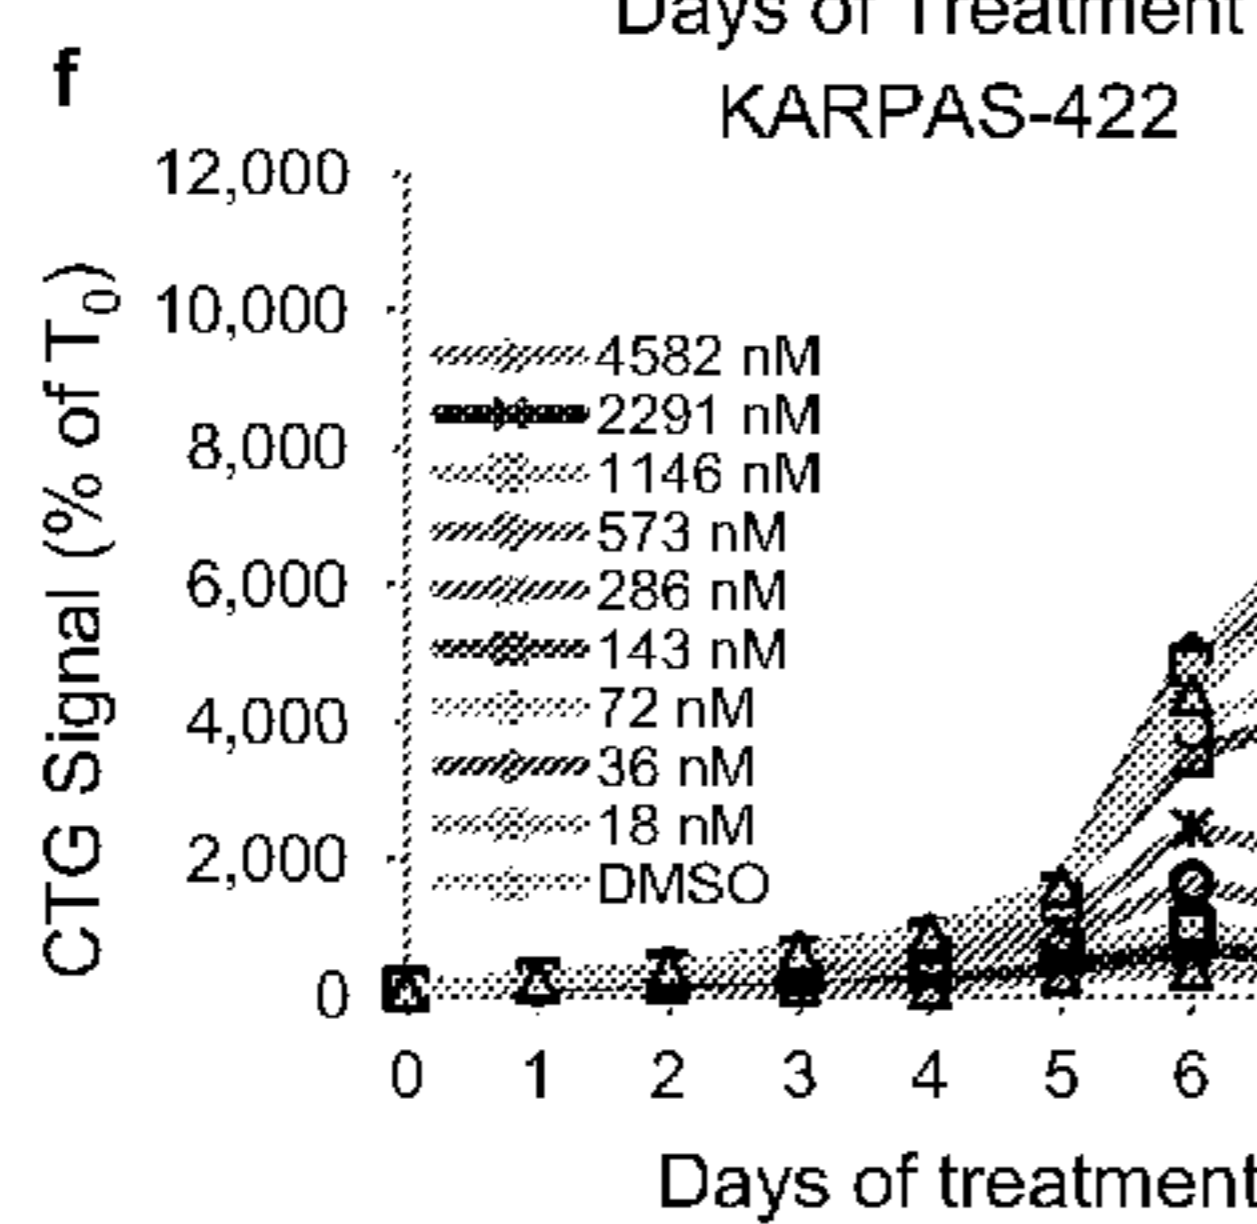 Days of Treatment
f
KARPAS-422
12,000
10,000
8,000
6,000
4,000
2,000
0
CTG Signal (% of T0)
4582 nM
2291 nM
1146 nM
573 nM
286 nM
143 nM
72 nM
36 nM
18 nM
DMSO
0 1 2 3 4 5 6
Days of treatment